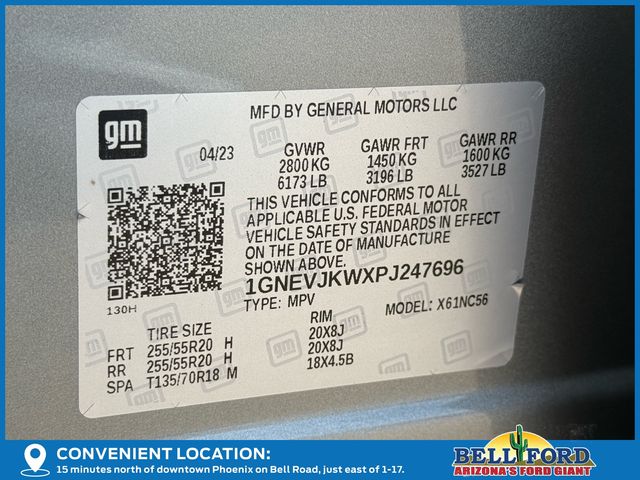 MFD BY GENERAL MOTORS LLC
gm
04/23
GVWR GAWR FRT GAWR RR
2800 KG 1450 KG 1600 KG
6173 LB 3196 LB 3527 LB
THIS VEHICLE CONFORMS TO ALL
APPLICABLE U.S. FEDERAL MOTOR
VEHICLE SAFETY STANDARDS IN EFFECT
ON THE DATE OF MANUFACTURE
SHOWN ABOVE.
1GNEVJKWXPJ247696
TYPE: MPV MODEL: X61NC56
130H
TIRE SIZE RIM
FRT 255/55R20 H 20X8J
RR 255/55R20 H 20X8J
SPA T135/70R18 M 18X4.5B
CONVENIENT LOCATION:
15 minutes north of downtown Phoenix on Bell Road, just east of 1-17.
BELL FORD
ARIZONA'S FORD GIANT